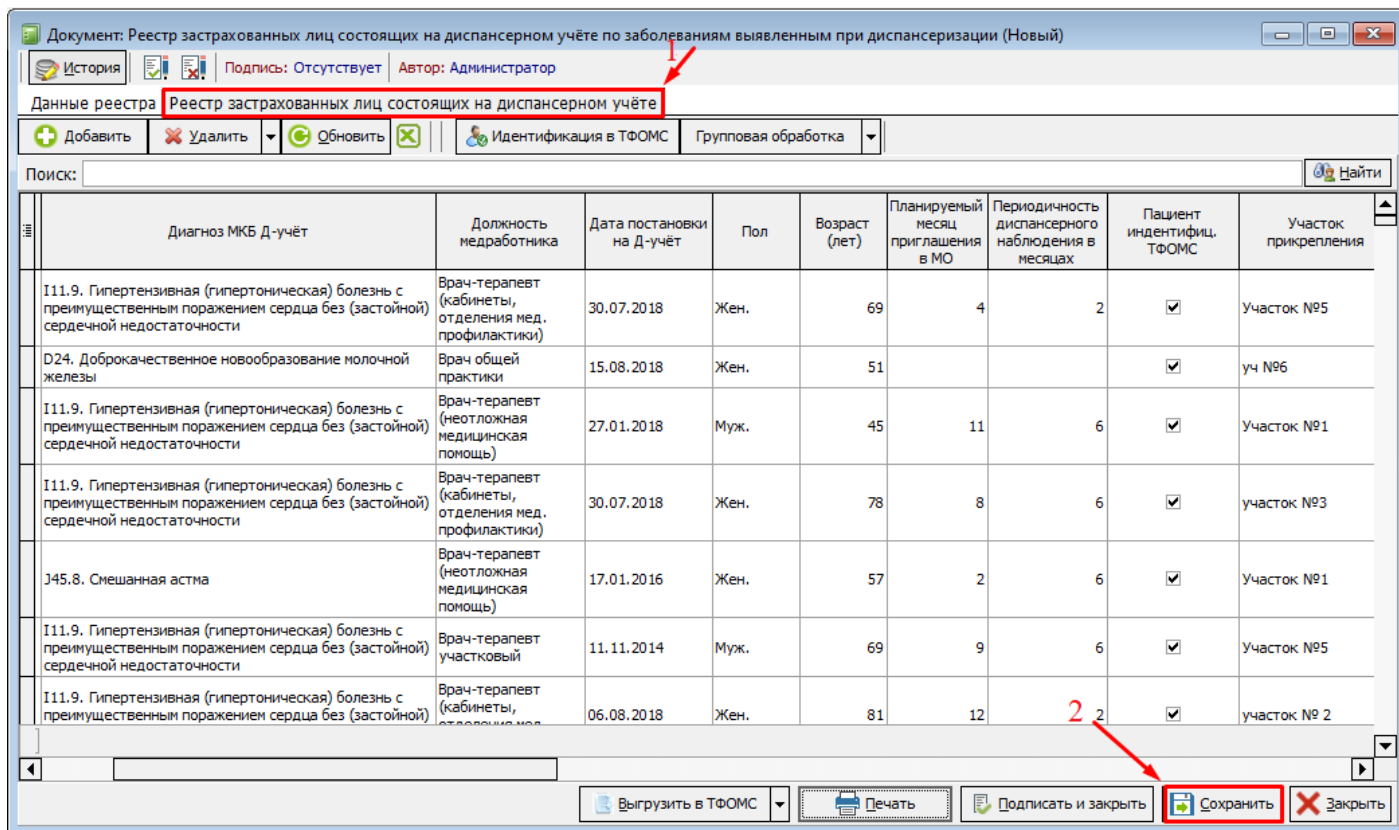 Документ: Реестр застрахованных лиц состоящих на диспансерном учёте по заболеваниям выявленным при диспансеризации (Новый)
1
История Подпись: Отсутствует Автор: Администратор
Данные реестра Реестр застрахованных лиц состоящих на диспансерном учёте
Добавить Удалить Обновить Идентификация в ТФОМС Групповая обработка
Поиск: Найти
Диагноз МКБ Д-учёт
Должность
медработника
Дата постановки
на Д-учёт
Пол
Возраст
(лет)
Планируемый
месяц
приглашения
в МО
Периодичность
диспансерного
наблюдения в
месяцах
Пациент
индентифиц.
ТФОМС
Участок
прикрепления
I11.9. Гипертензивная (гипертоническая) болезнь с
преимущественным поражением сердца без (застойной)
сердечной недостаточности
Врач-терапевт
(кабинеты,
отделения мед.
профилактики)
30.07.2018
Жен.
69
4
2
Участок №5
D24. Доброкачественное новообразование молочной
железы
Врач общей
практики
15.08.2018
Жен.
51
уч №6
I11.9. Гипертензивная (гипертоническая) болезнь с
преимущественным поражением сердца без (застойной)
сердечной недостаточности
Врач-терапевт
(неотложная
медицинская
помощь)
27.01.2018
Муж.
45
11
6
Участок №1
I11.9. Гипертензивная (гипертоническая) болезнь с
преимущественным поражением сердца без (застойной)
сердечной недостаточности
Врач-терапевт
(кабинеты,
отделения мед.
профилактики)
30.07.2018
Жен.
78
8
6
участок №3
J45.8. Смешанная астма
Врач-терапевт
(неотложная
медицинская
помощь)
17.01.2016
Жен.
57
2
6
Участок №1
I11.9. Гипертензивная (гипертоническая) болезнь с
преимущественным поражением сердца без (застойной)
сердечной недостаточности
Врач-терапевт
участковый
11.11.2014
Муж.
69
9
6
Участок №5
I11.9. Гипертензивная (гипертоническая) болезнь с
преимущественным поражением сердца без (застойной)
Врач-терапевт
(кабинеты,
отделения мед.
06.08.2018
Жен.
81
12
2
участок № 2
2
Выгрузить в ТФОМС Печать Подписать и закрыть Сохранить Закрыть